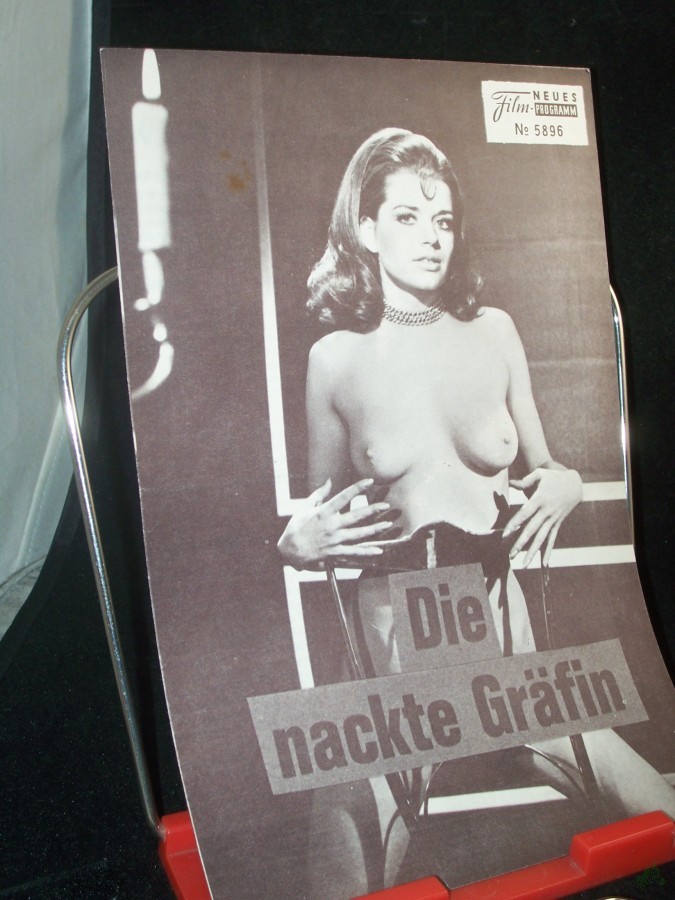 NEUES
Film-PROGRAMM
№ 5896
Die
nackte Gräfin